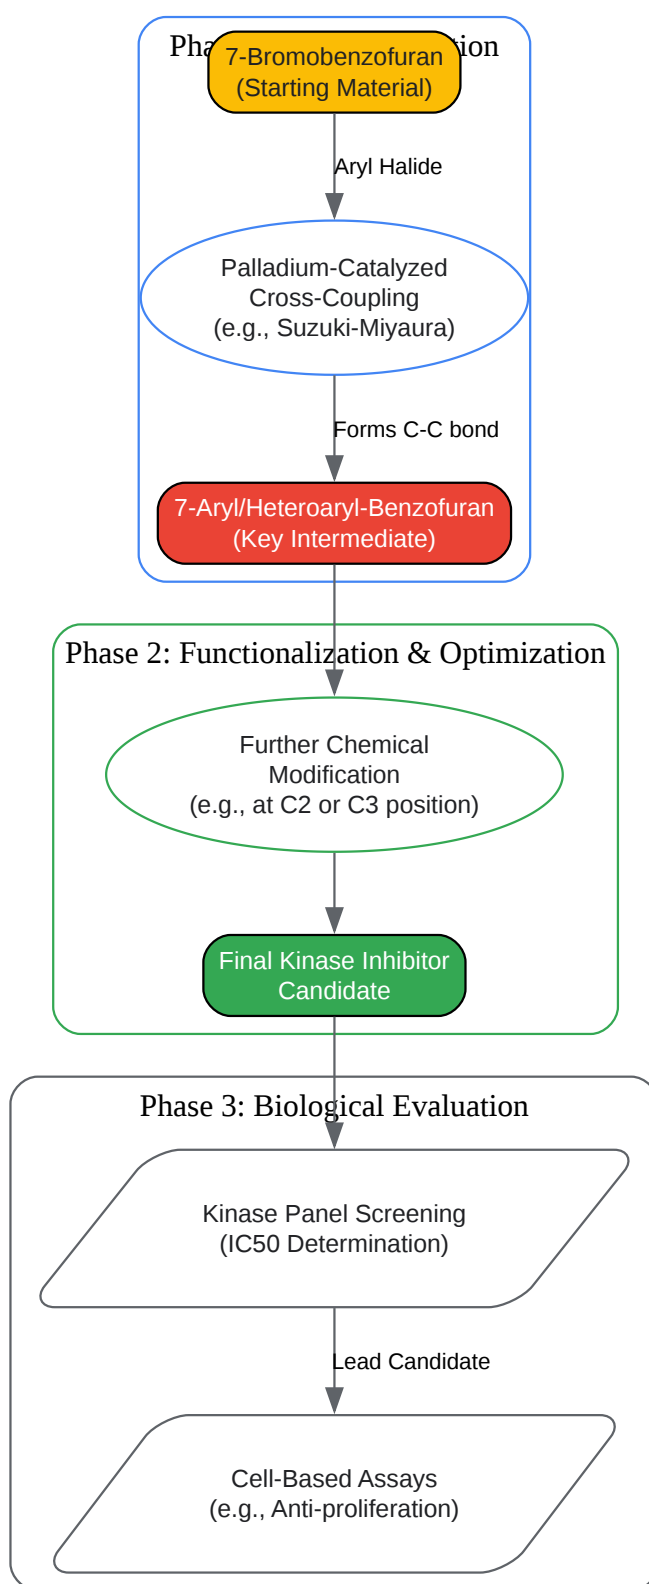 Pha
tion
7-Bromobenzofuran
(Starting Material)
Aryl Halide
Palladium-Catalyzed
Cross-Coupling
(e.g., Suzuki-Miyaura)
Forms C-C bond
7-Aryl/Heteroaryl-Benzofuran
(Key Intermediate)
Phase 2: Functionalization & Optimization
Further Chemical
Modification
(e.g., at C2 or C3 position)
Final Kinase Inhibitor
Candidate
Phase 3: Biological Evaluation
Kinase Panel Screening
(IC50 Determination)
Lead Candidate
Cell-Based Assays
(e.g., Anti-proliferation)